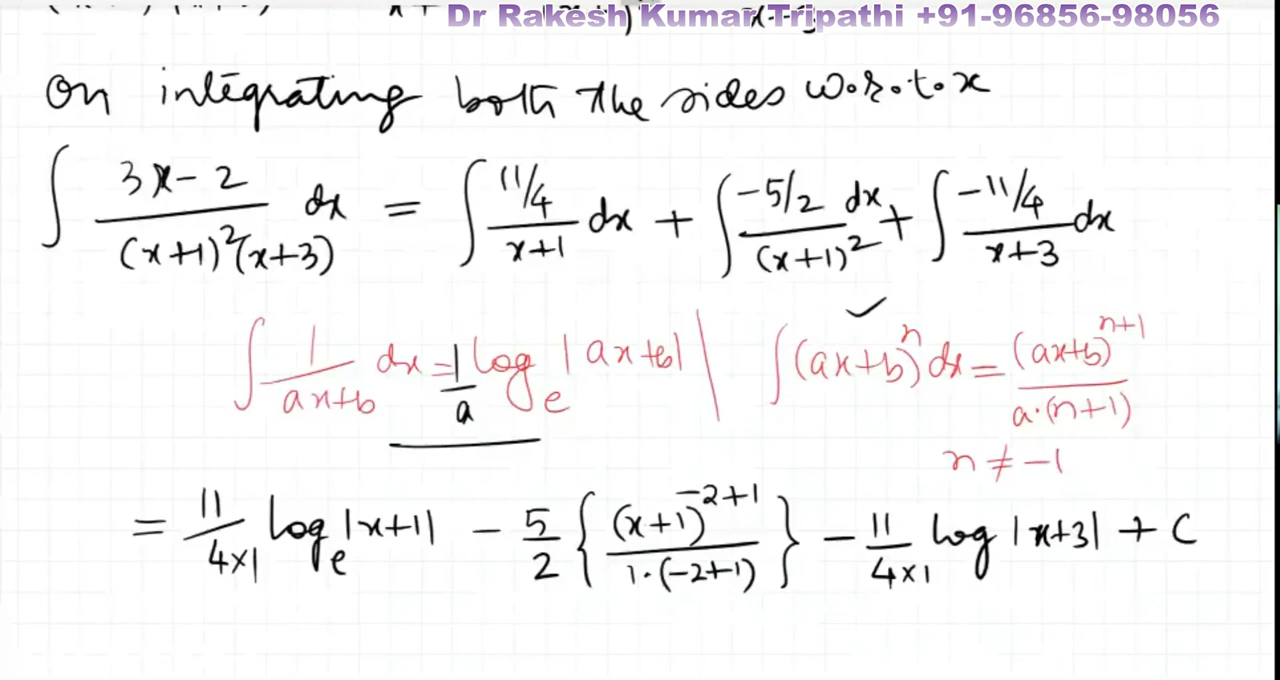 Dr Rakesh Kumar Tripathi +91-96856-98056
On integrating both the sides w.r.to x
∫ (3x-2)/((x+1)²(x+3)) dx = ∫ (11/4)/(x+1) dx + ∫ (-5/2)/(x+1)² dx + ∫ (-11/4)/(x+3) dx
∫ 1/(ax+b) dx = 1/a logₑ |ax+b| | ∫ (ax+b)ⁿ dx = (ax+b)ⁿ⁺¹/(a·(n+1))
n ≠ -1
= 11/(4×1) logₑ |x+1| - 5/2 { (x+1)⁻²⁺¹/(1·(-2+1)) } - 11/(4×1) log |x+3| + C